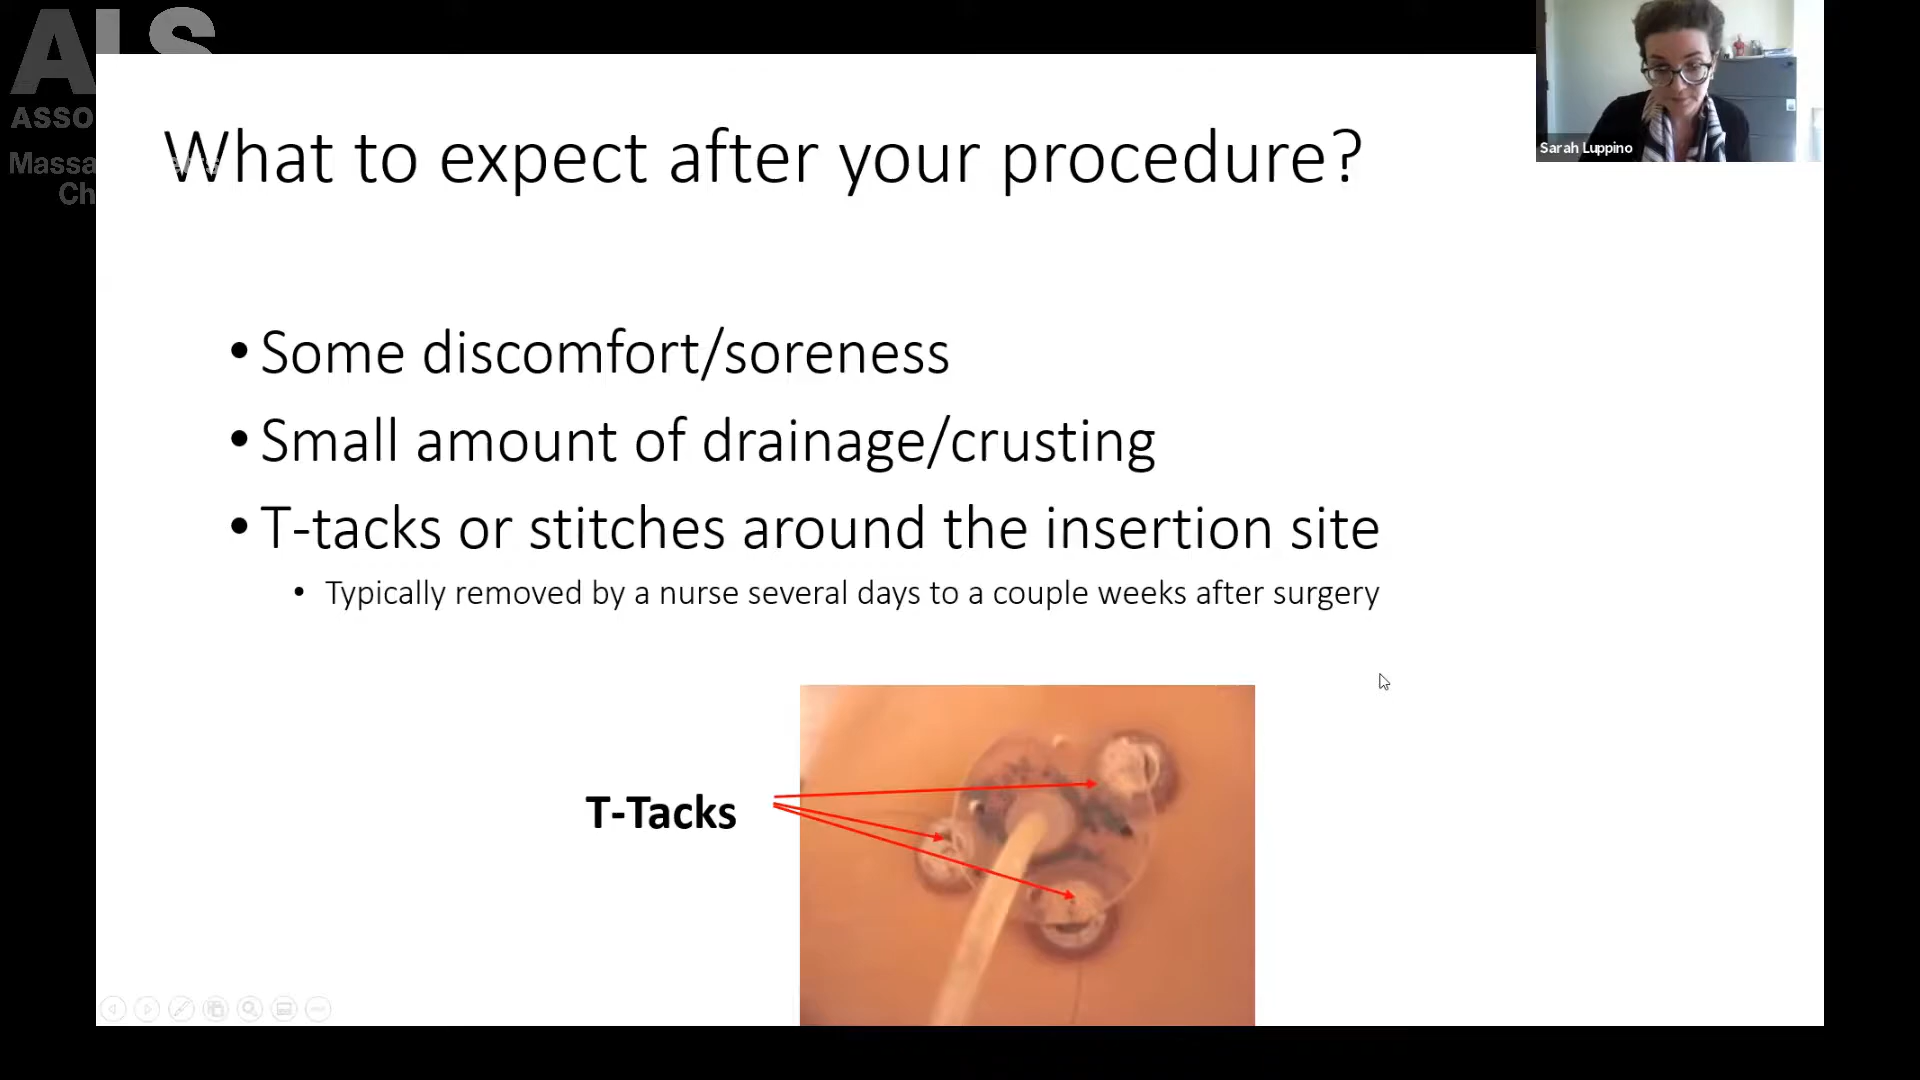 ALS
ASSO
Massa
Ch
Sarah Luppino
What to expect after your procedure?
• Some discomfort/soreness
• Small amount of drainage/crusting
• T-tacks or stitches around the insertion site
• Typically removed by a nurse several days to a couple weeks after surgery
T-Tacks